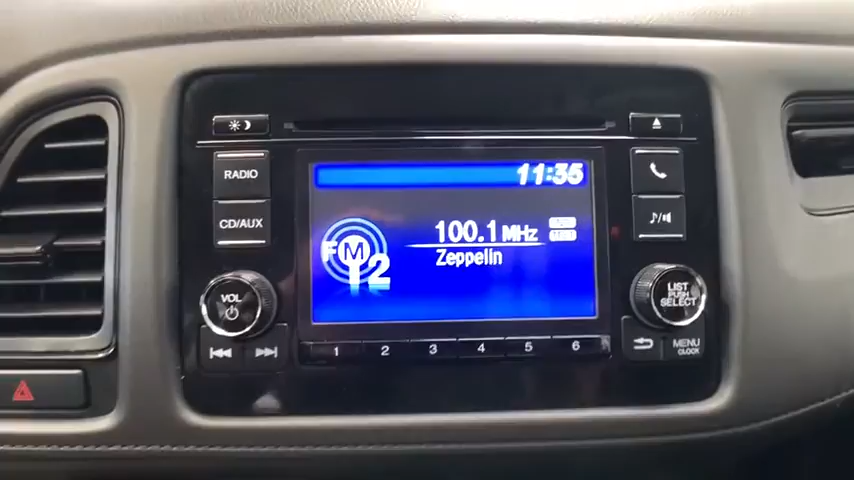 RADIO
CD/AUX
VOL
11:35
FM
2
100.1 MHz
Zeppelin
1 2 3 4 5 6
LIST
PUSH
SELECT
MENU
CLOCK